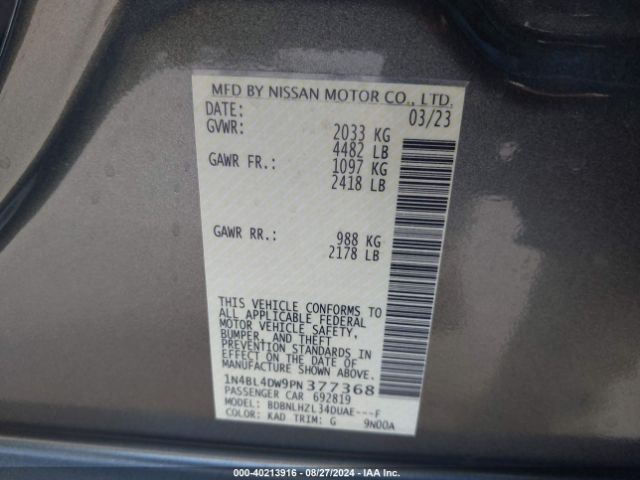 MFD BY NISSAN MOTOR CO., LTD.
DATE: 03/23
GVWR: 2033 KG
4482 LB
GAWR FR.: 1097 KG
2418 LB
GAWR RR.: 988 KG
2178 LB
THIS VEHICLE CONFORMS TO
ALL APPLICABLE FEDERAL
MOTOR VEHICLE SAFETY,
BUMPER, AND THEFT
PREVENTION STANDARDS IN
EFFECT ON THE DATE OF
MANUFACTURE SHOWN ABOVE.
1N4BL4DW9PN377368
PASSENGER CAR 692819
MODEL: BDBNLHZL34DUAE---F
COLOR: KAD TRIM: G 9N00A
000-40213916 - 08/27/2024 - IAA Inc.